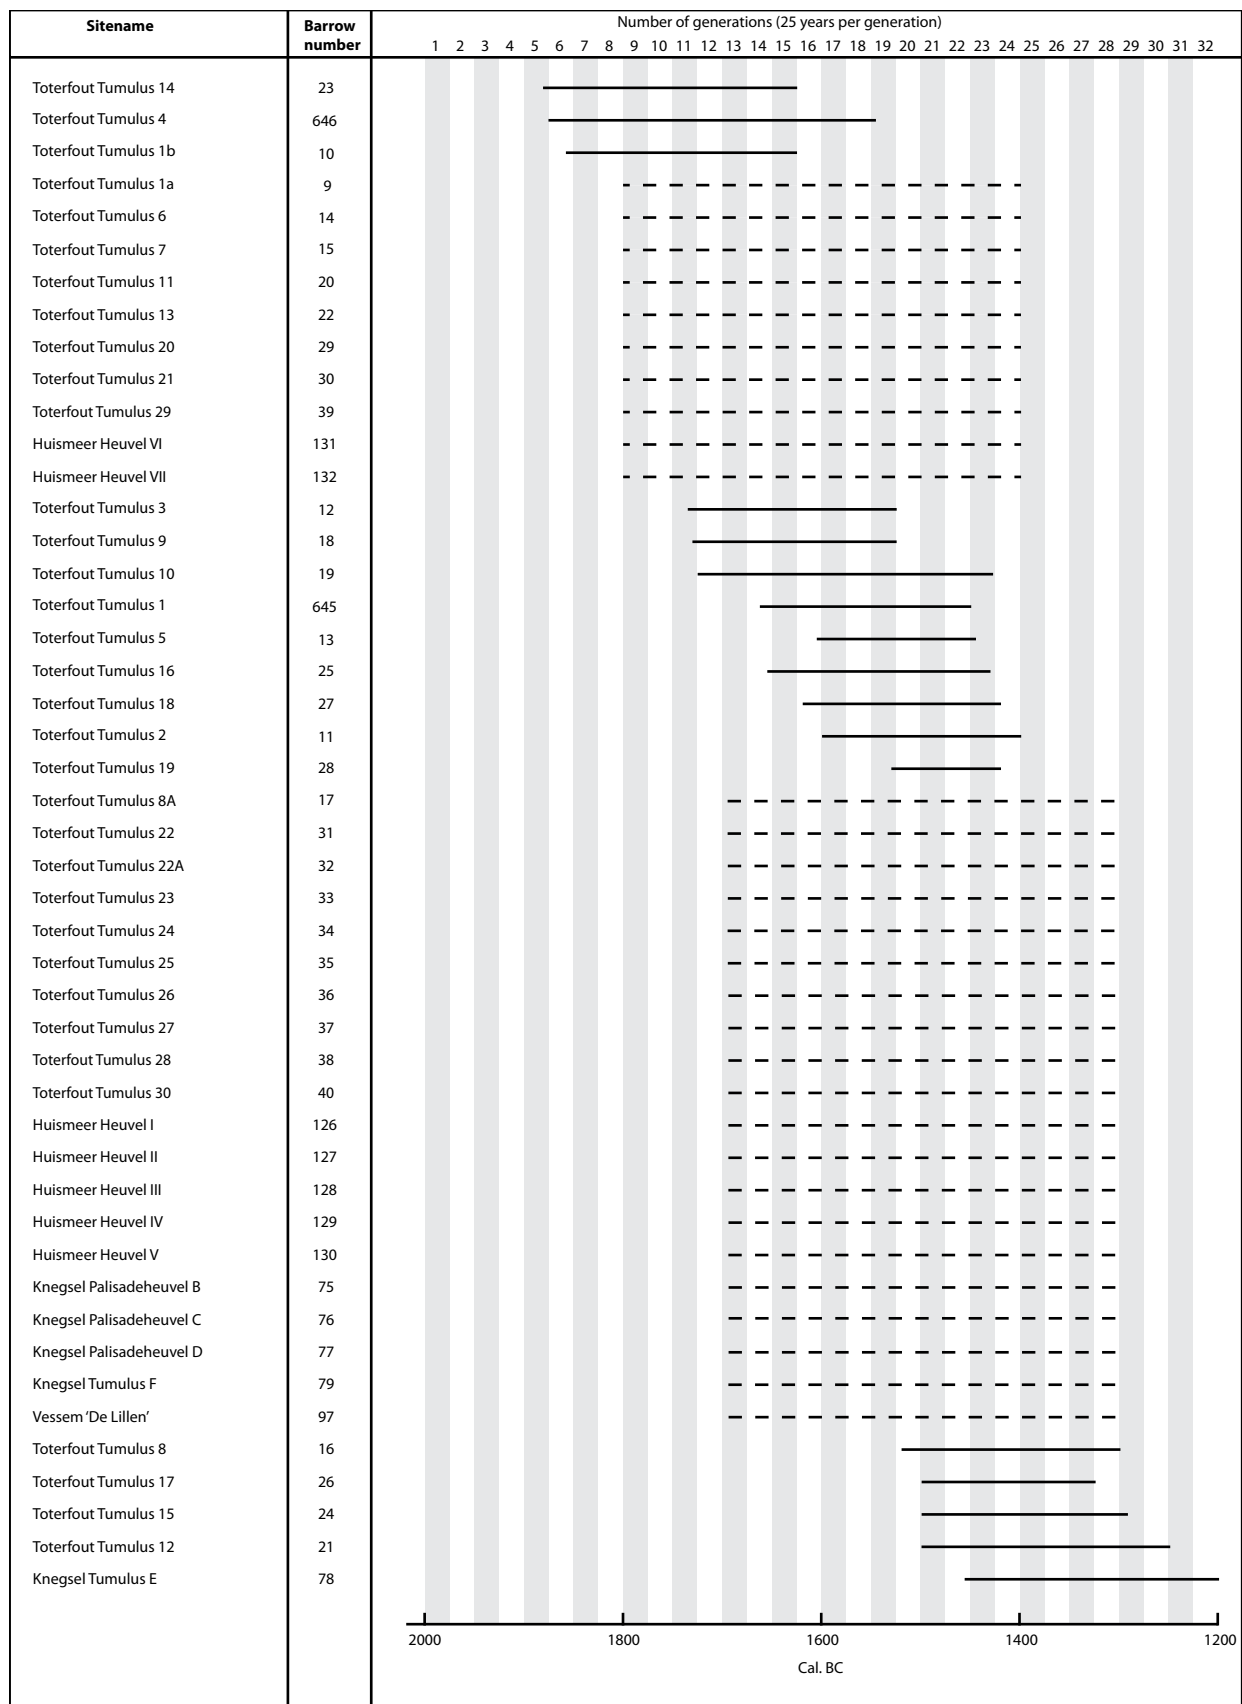 Sitename Barrow number Number of generations (25 years per generation)
1 2 3 4 5 6 7 8 9 10 11 12 13 14 15 16 17 18 19 20 21 22 23 24 25 26 27 28 29 30 31 32
Toterfout Tumulus 14 23
Toterfout Tumulus 4 646
Toterfout Tumulus 1b 10
Toterfout Tumulus 1a 9
Toterfout Tumulus 6 14
Toterfout Tumulus 7 15
Toterfout Tumulus 11 20
Toterfout Tumulus 13 22
Toterfout Tumulus 20 29
Toterfout Tumulus 21 30
Toterfout Tumulus 29 39
Huismeer Heuvel VI 131
Huismeer Heuvel VII 132
Toterfout Tumulus 3 12
Toterfout Tumulus 9 18
Toterfout Tumulus 10 19
Toterfout Tumulus 1 645
Toterfout Tumulus 5 13
Toterfout Tumulus 16 25
Toterfout Tumulus 18 27
Toterfout Tumulus 2 11
Toterfout Tumulus 19 28
Toterfout Tumulus 8A 17
Toterfout Tumulus 22 31
Toterfout Tumulus 22A 32
Toterfout Tumulus 23 33
Toterfout Tumulus 24 34
Toterfout Tumulus 25 35
Toterfout Tumulus 26 36
Toterfout Tumulus 27 37
Toterfout Tumulus 28 38
Toterfout Tumulus 30 40
Huismeer Heuvel I 126
Huismeer Heuvel II 127
Huismeer Heuvel III 128
Huismeer Heuvel IV 129
Huismeer Heuvel V 130
Knegsel Palisadeheuvel B 75
Knegsel Palisadeheuvel C 76
Knegsel Palisadeheuvel D 77
Knegsel Tumulus F 79
Vessem ‘De Lillen’ 97
Toterfout Tumulus 8 16
Toterfout Tumulus 17 26
Toterfout Tumulus 15 24
Toterfout Tumulus 12 21
Knegsel Tumulus E 78
2000 1800 1600 1400 1200
Cal. BC